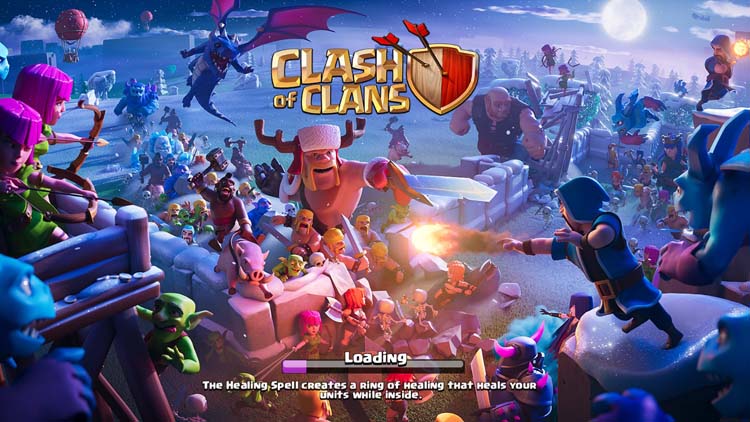 CLASH
OF CLANS
Loading
The Healing Spell creates a ring of healing that heals your
units while inside.